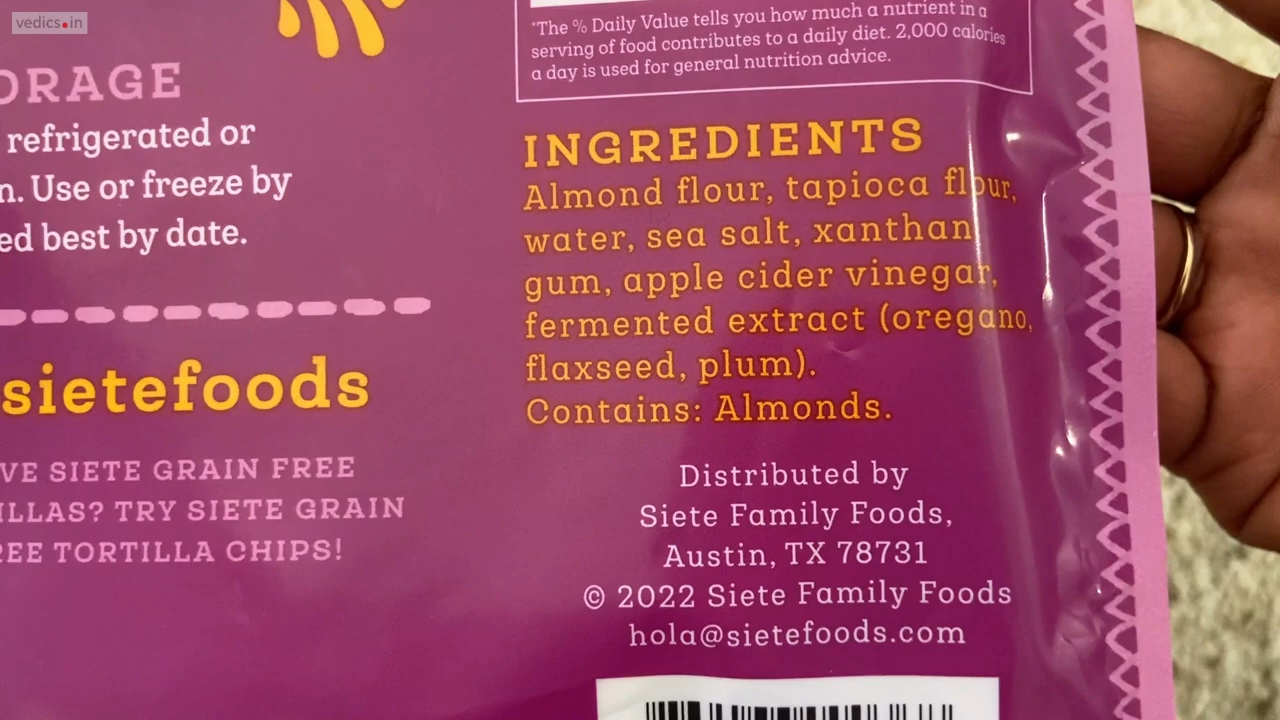 vedics.in
ORAGE
refrigerated or
n. Use or freeze by
ed best by date.
sietefoods
VE SIETE GRAIN FREE
ILLAS? TRY SIETE GRAIN
REE TORTILLA CHIPS!
*The % Daily Value tells you how much a nutrient in a
serving of food contributes to a daily diet. 2,000 calories
a day is used for general nutrition advice.
INGREDIENTS
Almond flour, tapioca flour,
water, sea salt, xanthan
gum, apple cider vinegar,
fermented extract (oregano,
flaxseed, plum).
Contains: Almonds.
Distributed by
Siete Family Foods,
Austin, TX 78731
© 2022 Siete Family Foods
hola@sietefoods.com